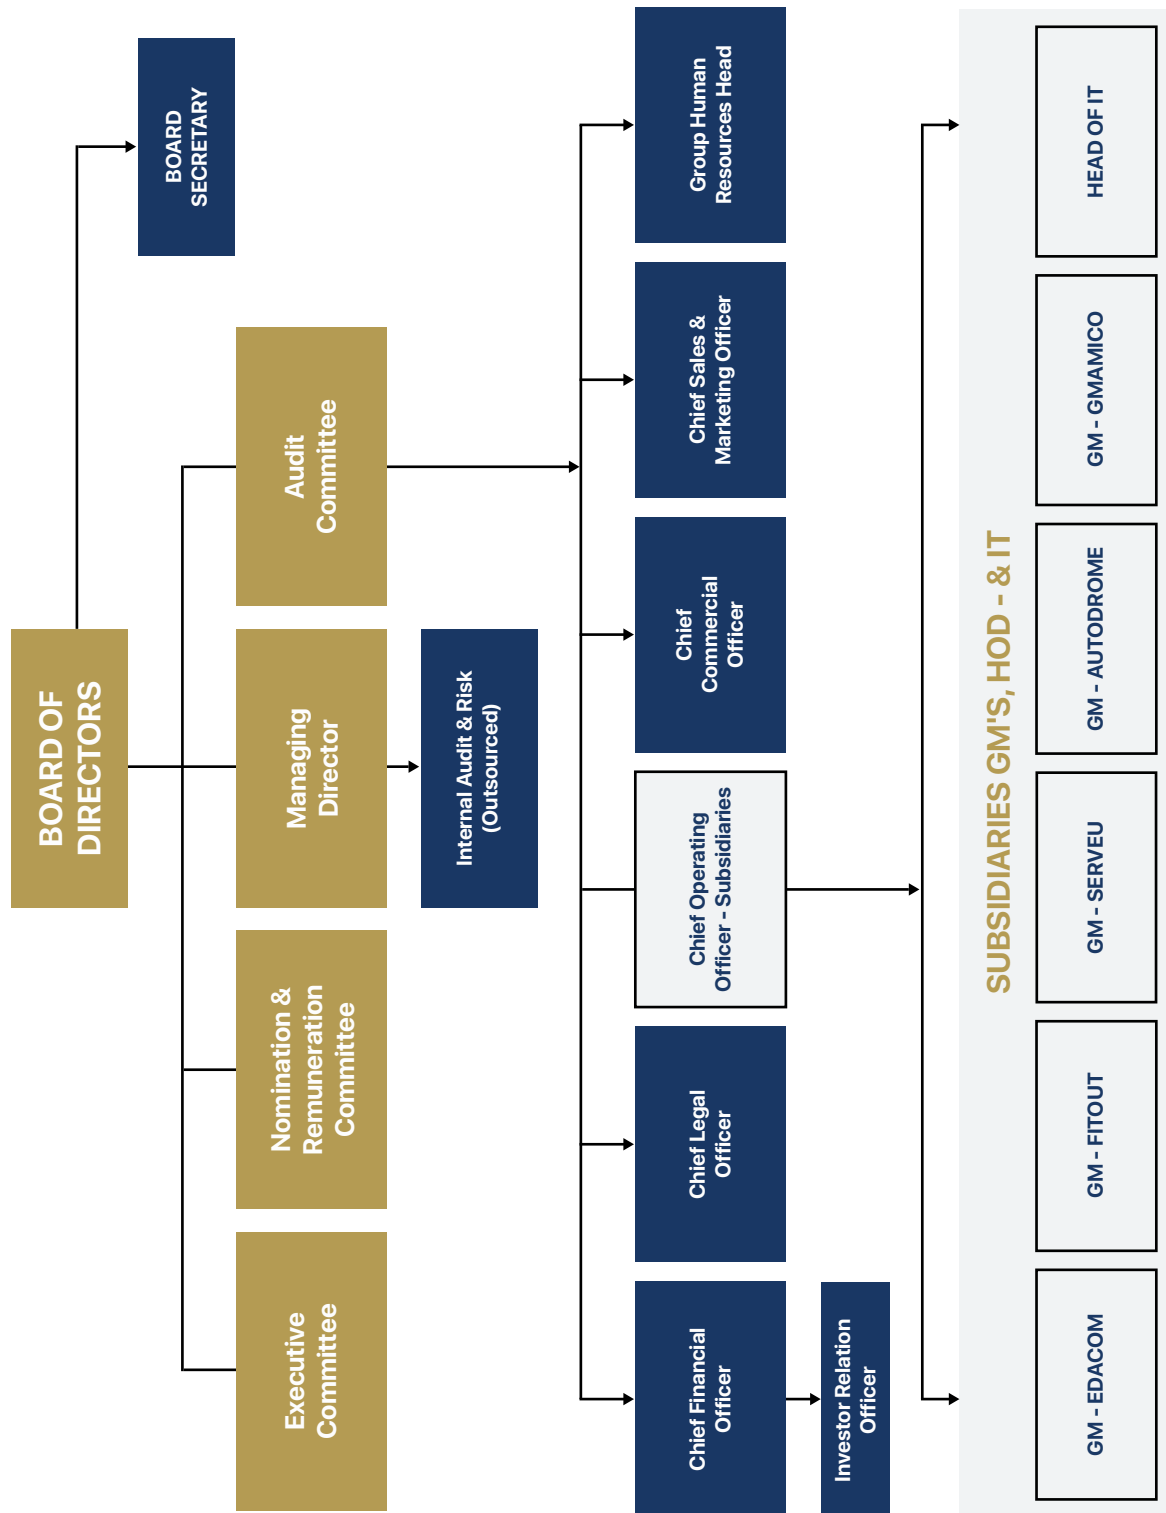 BOARD OF
DIRECTORS
BOARD
SECRETARY
Executive
Committee
Nomination &
Remuneration
Committee
Managing
Director
Audit
Committee
Internal Audit & Risk
(Outsourced)
Chief Financial
Officer
Chief Legal
Officer
Chief Operating
Officer - Subsidiaries
Chief
Commercial
Officer
Chief Sales &
Marketing Officer
Group Human
Resources Head
Investor Relation
Officer
SUBSIDIARIES GM'S, HOD - & IT
GM - EDACOM
GM - FITOUT
GM - SERVEU
GM - AUTODROME
GM - GMAMICO
HEAD OF IT